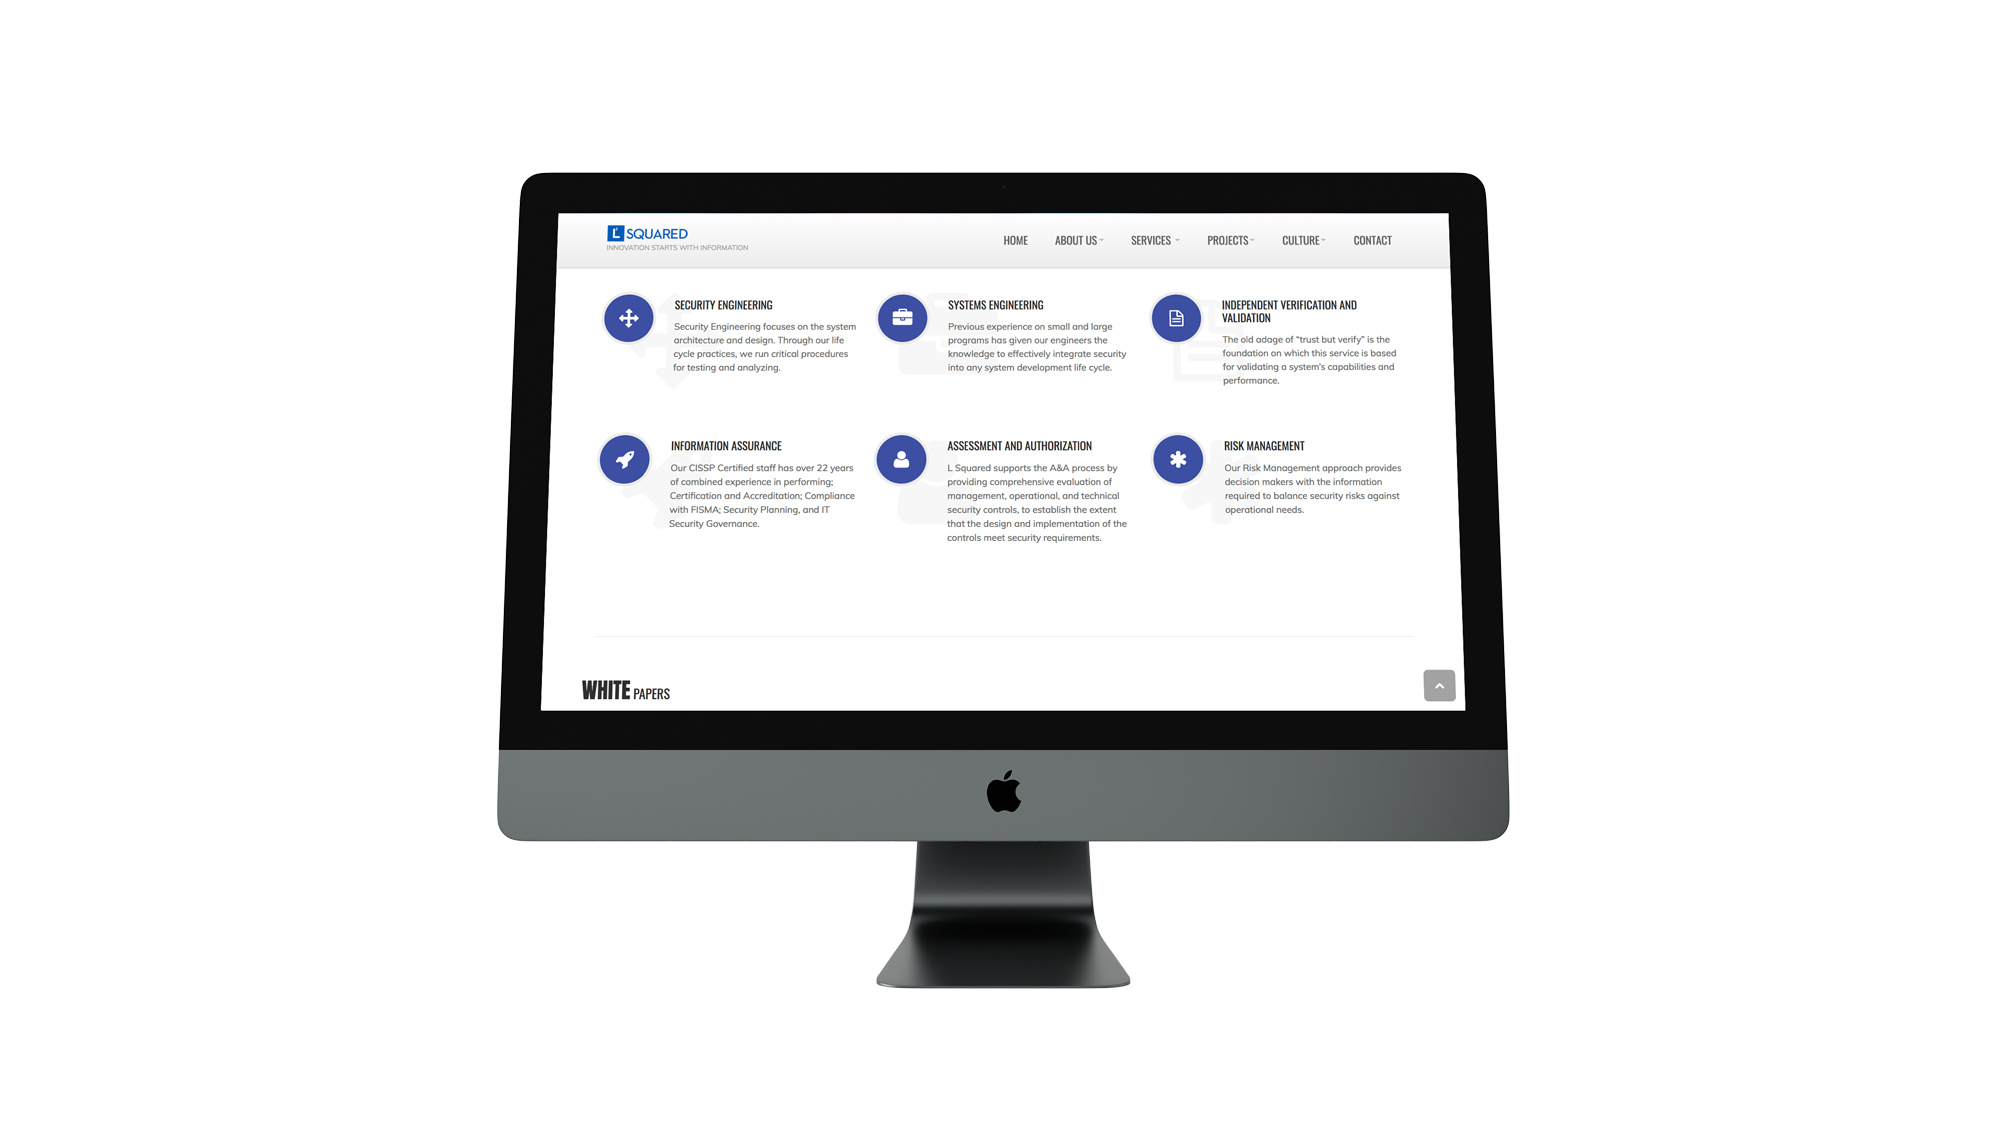 L² SQUARED
INNOVATION STARTS WITH INFORMATION
HOME ABOUT US SERVICES PROJECTS CULTURE CONTACT
SECURITY ENGINEERING
Security Engineering focuses on the system
architecture and design. Through our life
cycle practices, we run critical procedures
for testing and analyzing.
SYSTEMS ENGINEERING
Previous experience on small and large
programs has given our engineers the
knowledge to effectively integrate security
into any system development life cycle.
INDEPENDENT VERIFICATION AND
VALIDATION
The old adage of “trust but verify” is the
foundation on which this service is based
for validating a system's capabilities and
performance.
INFORMATION ASSURANCE
Our CISSP Certified staff has over 22 years
of combined experience in performing;
Certification and Accreditation; Compliance
with FISMA; Security Planning, and IT
Security Governance.
ASSESSMENT AND AUTHORIZATION
L Squared supports the A&A process by
providing comprehensive evaluation of
management, operational, and technical
security controls, to establish the extent
that the design and implementation of the
controls meet security requirements.
RISK MANAGEMENT
Our Risk Management approach provides
decision makers with the information
required to balance security risks against
operational needs.
WHITE PAPERS